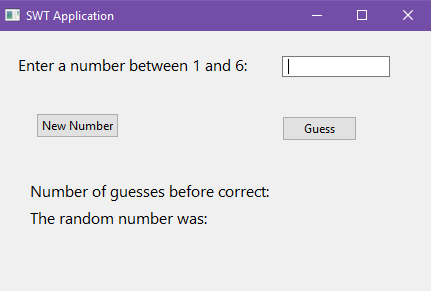 SWT Application
Enter a number between 1 and 6:
New Number
Guess
Number of guesses before correct:
The random number was: